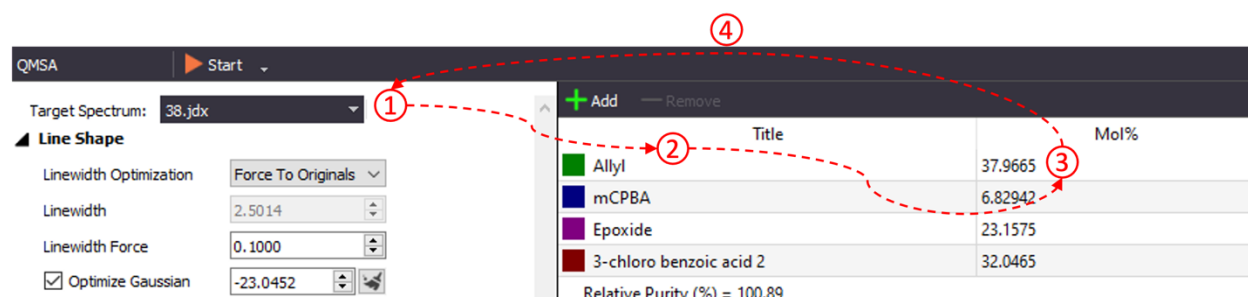 4
QMSA Start
Target Spectrum: 38.jdx 1
Line Shape
Linewidth Optimization Force To Originals
Linewidth 2.5014
Linewidth Force 0.1000
Optimize Gaussian -23.0452
Add Remove
Title Mol%
2 3
Allyl 37.9665
mCPBA 6.82942
Epoxide 23.1575
3-chloro benzoic acid 2 32.0465
Relative Purity (%) = 100.89